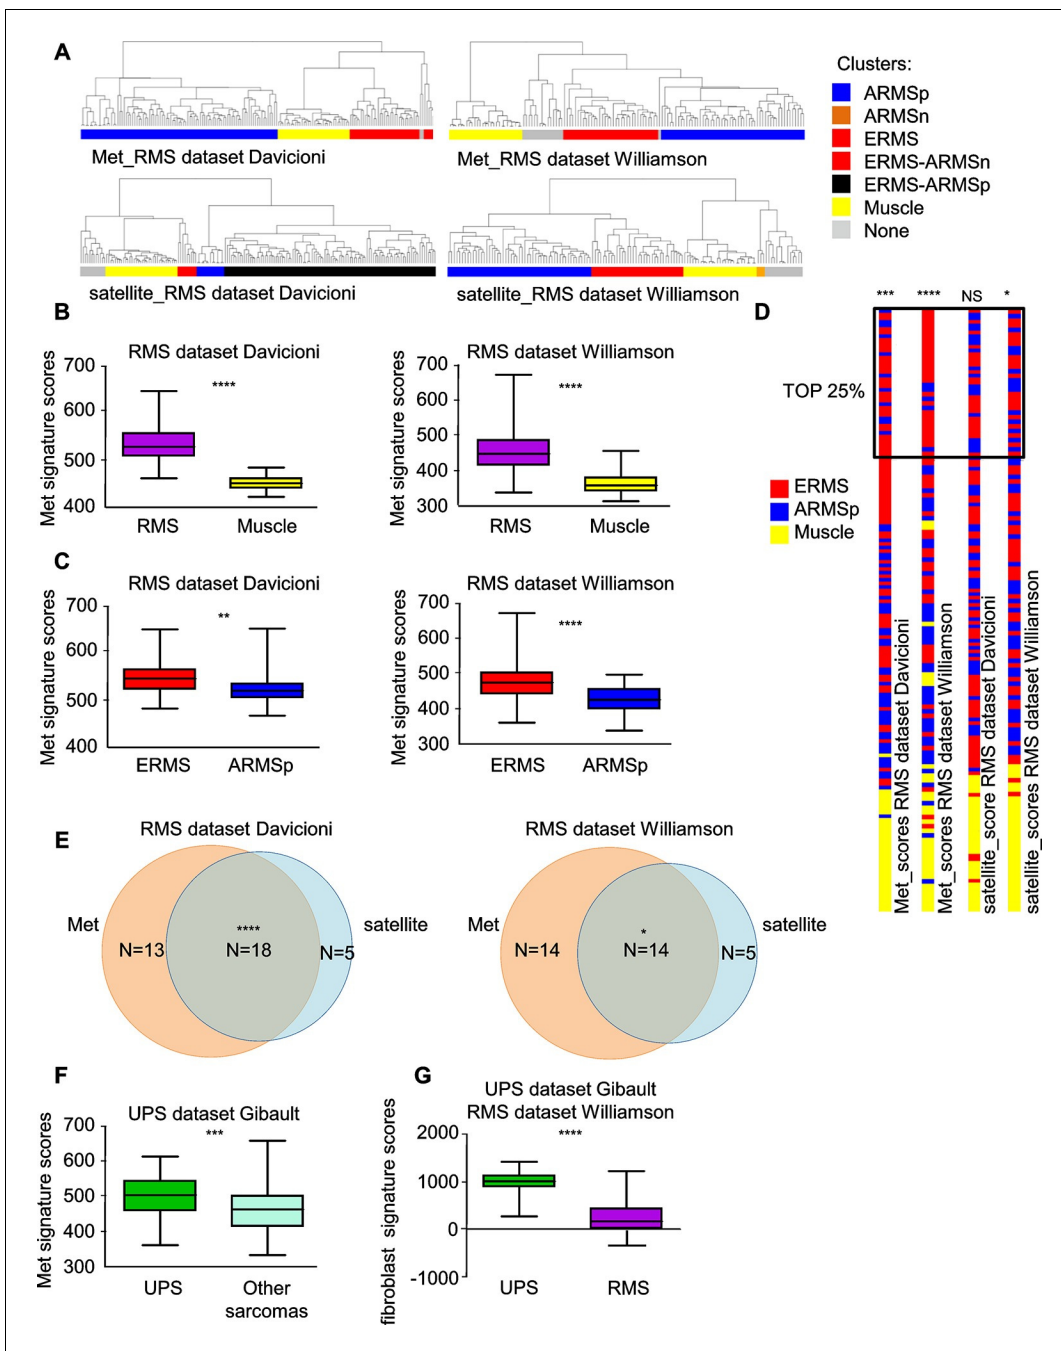 A
Met_RMS dataset Davicioni
Met_RMS dataset Williamson
satellite_RMS dataset Davicioni
satellite_RMS dataset Williamson
Clusters:
ARMSp
ARMSn
ERMS
ERMS-ARMSn
ERMS-ARMSp
Muscle
None
B
RMS dataset Davicioni
Met signature scores
700
600
500
400
****
RMS
Muscle
RMS dataset Williamson
Met signature scores
700
600
500
400
300
****
RMS
Muscle
C
RMS dataset Davicioni
Met signature scores
700
600
500
400
**
ERMS
ARMSp
RMS dataset Williamson
Met signature scores
700
600
500
400
300
****
ERMS
ARMSp
D
***
****
NS
*
TOP 25%
ERMS
ARMSp
Muscle
Met_scores RMS dataset Davicioni
Met_scores RMS dataset Williamson
satellite_score RMS dataset Davicioni
satellite_scores RMS dataset Williamson
E
RMS dataset Davicioni
Met
satellite
N=13
****
N=18
N=5
RMS dataset Williamson
Met
satellite
N=14
*
N=14
N=5
F
UPS dataset Gibault
Met signature scores
700
600
500
400
300
***
UPS
Other
sarcomas
G
UPS dataset Gibault
RMS dataset Williamson
fibroblast signature scores
2000
1000
0
-1000
****
UPS
RMS